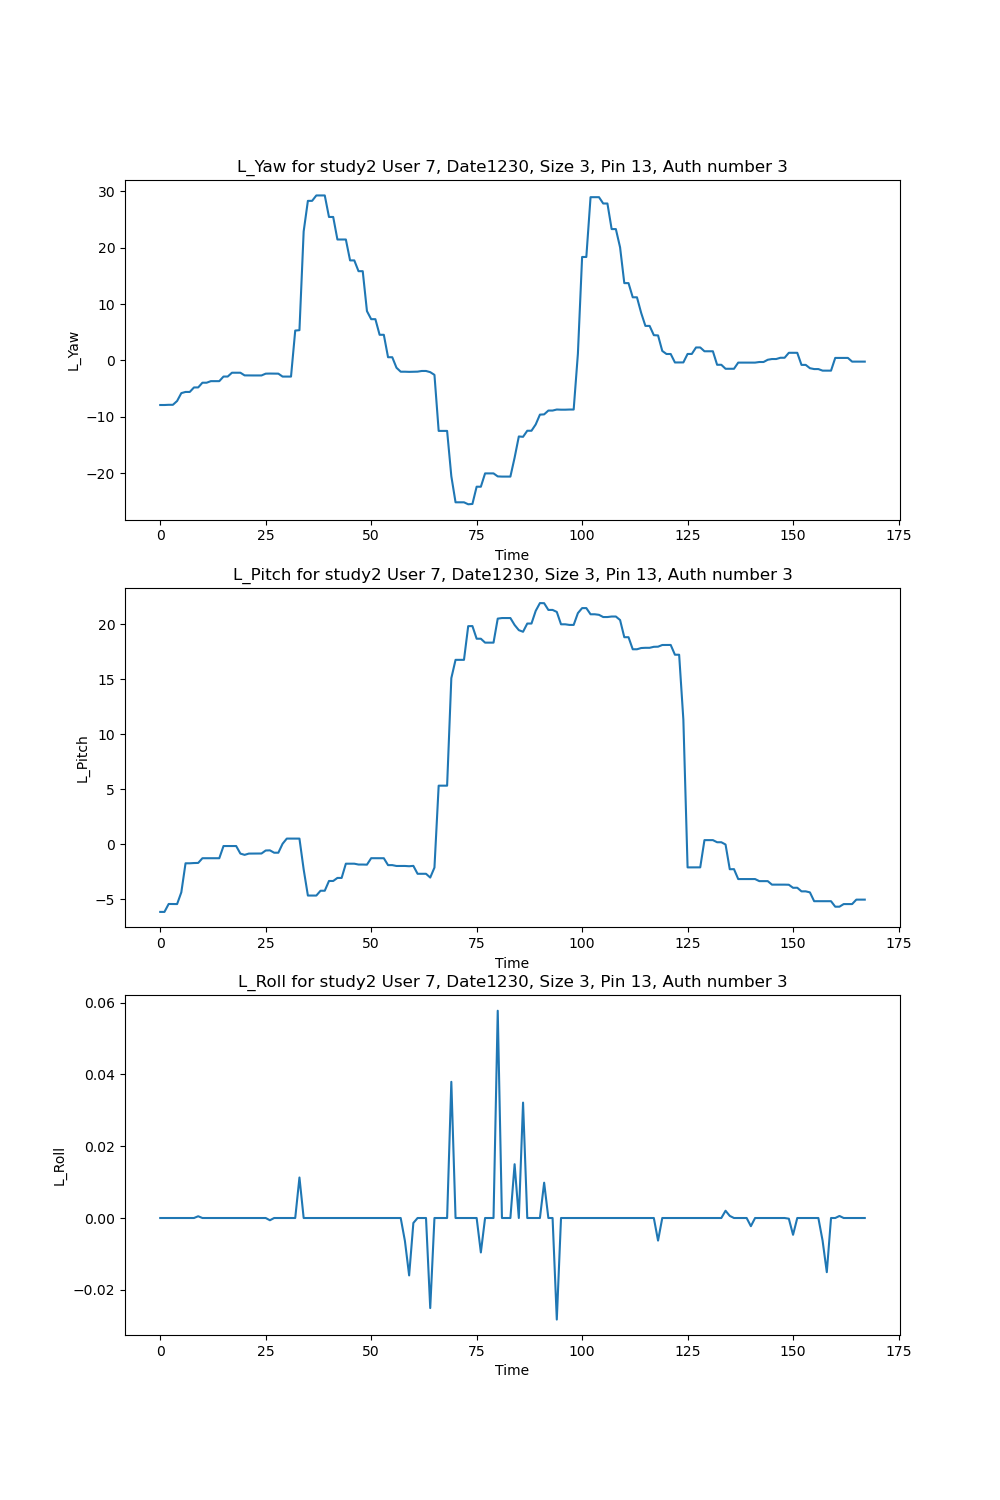 L_Yaw for study2 User 7, Date1230, Size 3, Pin 13, Auth number 3
30
20
10
0
−10
−20
L_Yaw
0 25 50 75 100 125 150 175
Time
L_Pitch for study2 User 7, Date1230, Size 3, Pin 13, Auth number 3
20
15
10
5
0
−5
L_Pitch
0 25 50 75 100 125 150 175
Time
L_Roll for study2 User 7, Date1230, Size 3, Pin 13, Auth number 3
0.06
0.04
0.02
0.00
−0.02
L_Roll
0 25 50 75 100 125 150 175
Time